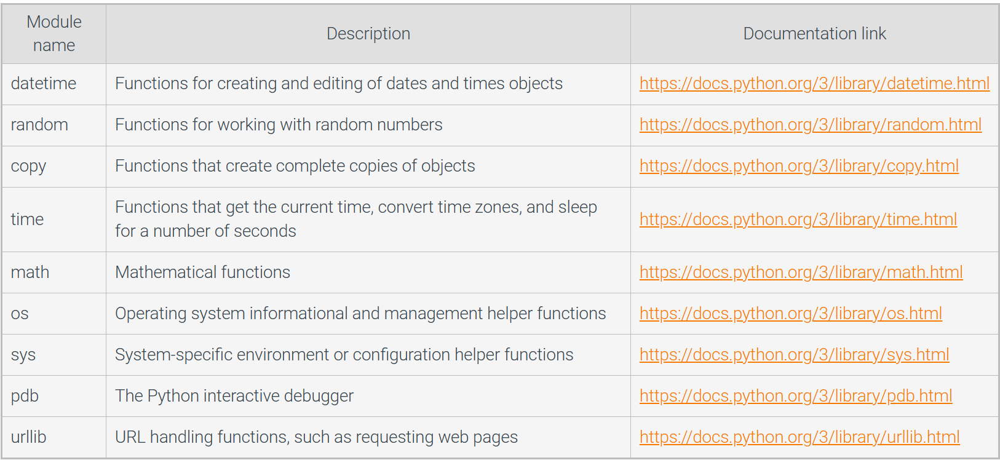 Module
name
Description
Documentation link
datetime
Functions for creating and editing of dates and times objects
https://docs.python.org/3/library/datetime.html
random
Functions for working with random numbers
https://docs.python.org/3/library/random.html
copy
Functions that create complete copies of objects
https://docs.python.org/3/library/copy.html
time
Functions that get the current time, convert time zones, and sleep
for a number of seconds
https://docs.python.org/3/library/time.html
math
Mathematical functions
https://docs.python.org/3/library/math.html
os
Operating system informational and management helper functions
https://docs.python.org/3/library/os.html
sys
System-specific environment or configuration helper functions
https://docs.python.org/3/library/sys.html
pdb
The Python interactive debugger
https://docs.python.org/3/library/pdb.html
urllib
URL handling functions, such as requesting web pages
https://docs.python.org/3/library/urllib.html